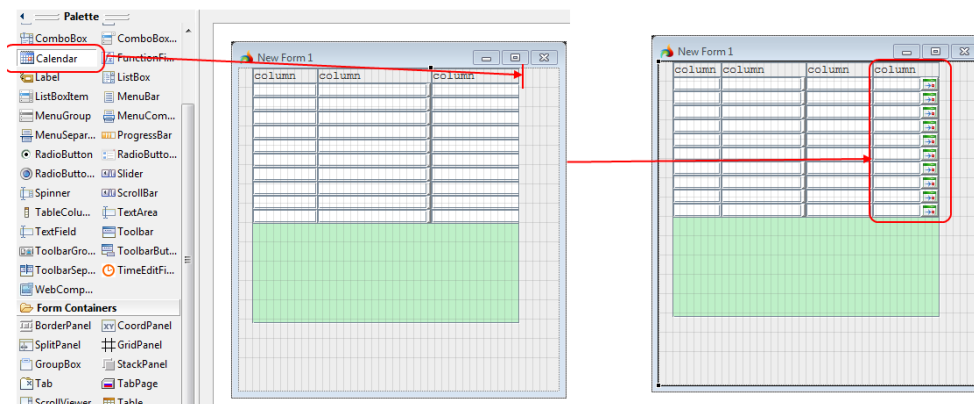 Palette
ComboBox ComboBox...
Calendar FunctionFi...
Label ListBox
ListBoxItem MenuBar
MenuGroup MenuCom...
MenuSepar... ProgressBar
RadioButton RadioButto...
RadioButto... Slider
Spinner ScrollBar
TableColu... TextArea
TextField Toolbar
ToolbarGro... ToolbarBut...
ToolbarSep... TimeEditFi...
WebComp...
Form Containers
BorderPanel CoordPanel
SplitPanel GridPanel
GroupBox StackPanel
Tab TabPage
ScrollViewer Table
New Form 1
column column column
New Form 1
column column column column